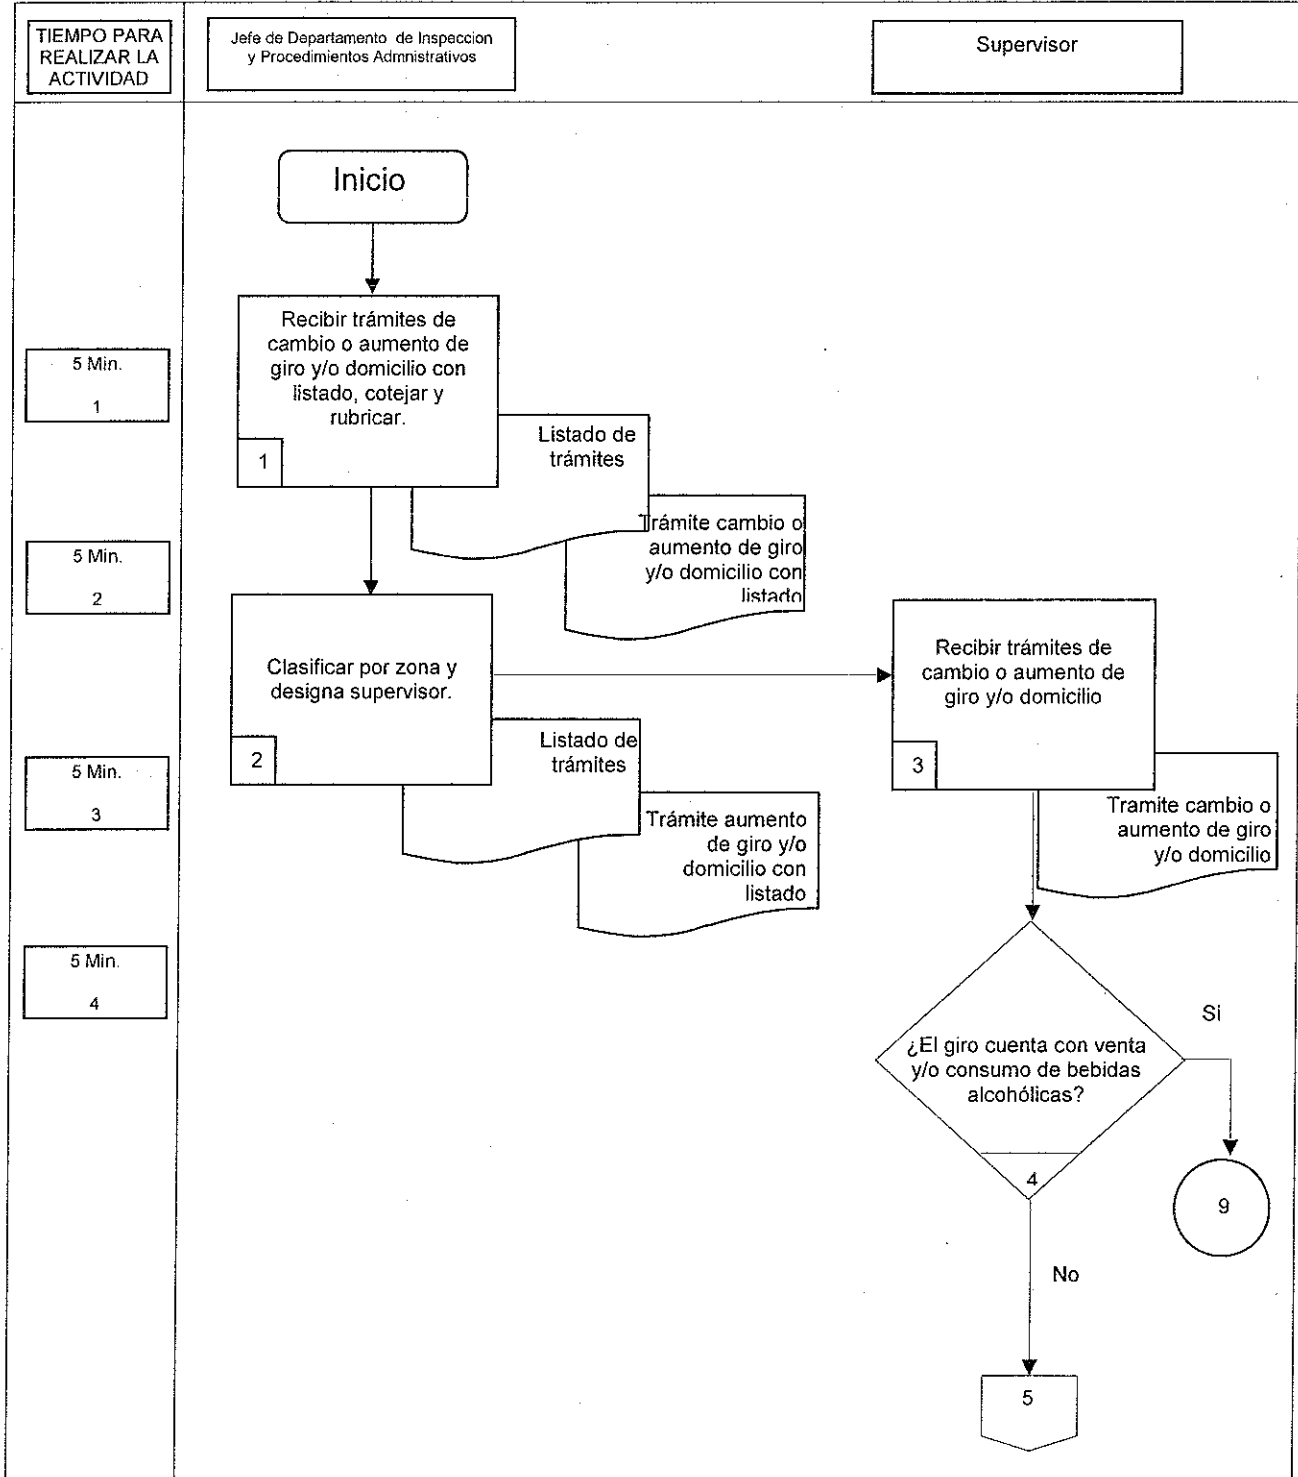 TIEMPO PARA
REALIZAR LA
ACTIVIDAD
Jefe de Departamento de Inspeccion
y Procedimientos Admnistrativos
Supervisor
Inicio
5 Min.
1
Recibir trámites de
cambio o aumento de
giro y/o domicilio con
listado, cotejar y
rubricar.
1
Listado de
trámites
Trámite cambio o
aumento de giro
y/o domicilio con
listado
5 Min.
2
Clasificar por zona y
designa supervisor.
2
Listado de
trámites
Trámite aumento
de giro y/o
domicilio con
listado
Recibir trámites de
cambio o aumento de
giro y/o domicilio
3
Tramite cambio o
aumento de giro
y/o domicilio
5 Min.
3
5 Min.
4
¿El giro cuenta con venta
y/o consumo de bebidas
alcohólicas?
4
Si
9
No
5